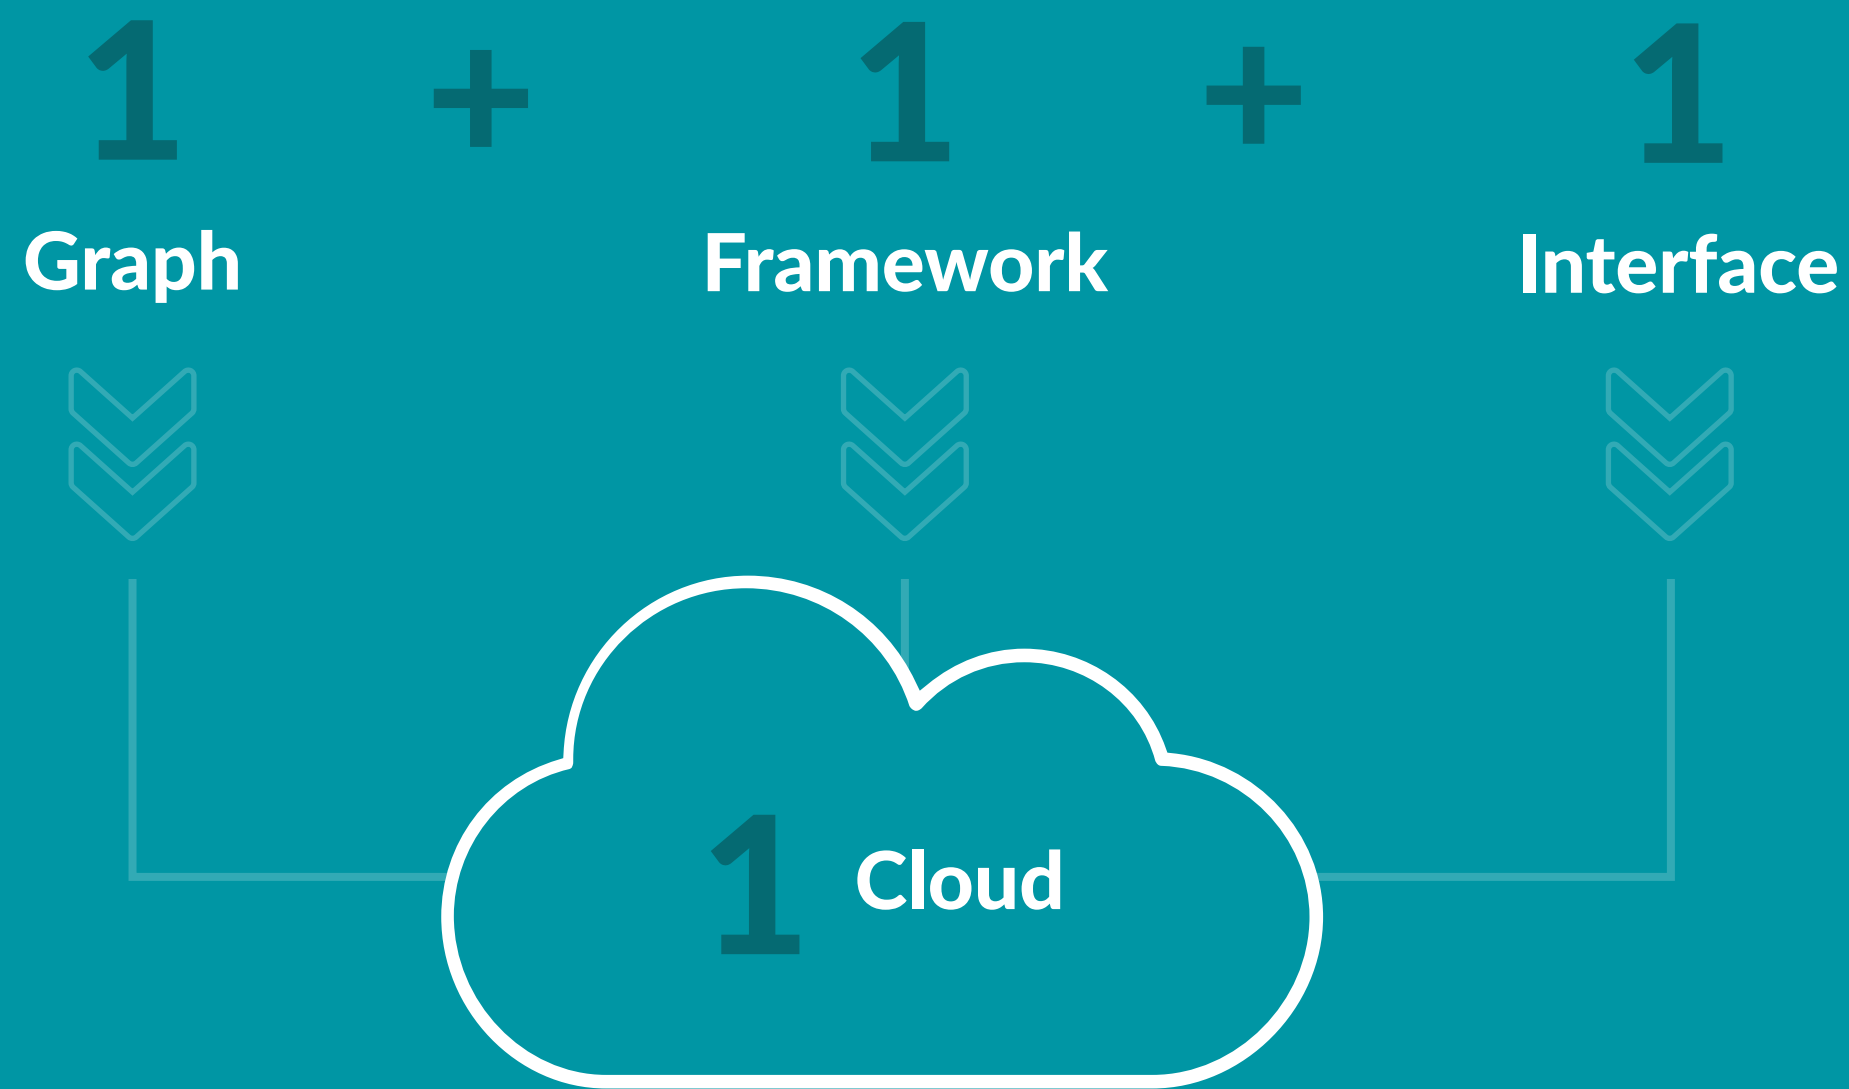 1 + 1 + 1
Graph Framework Interface
1 Cloud